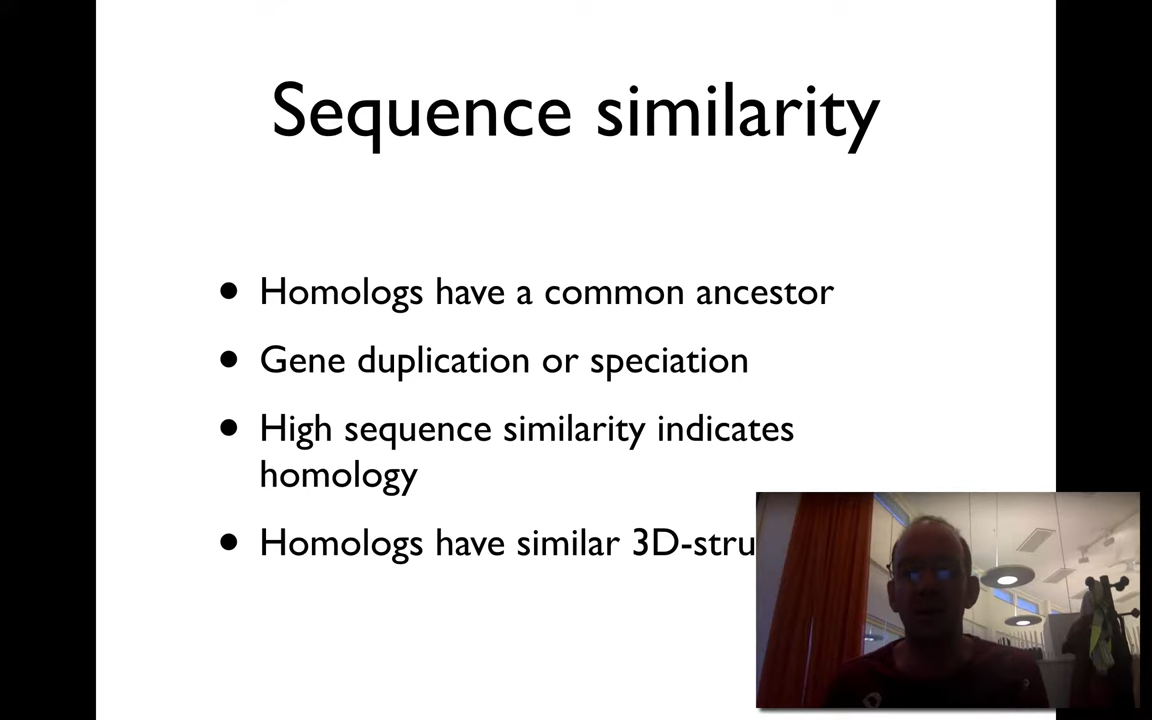 Sequence similarity
• Homologs have a common ancestor
• Gene duplication or speciation
• High sequence similarity indicates
homology
• Homologs have similar 3D-stru